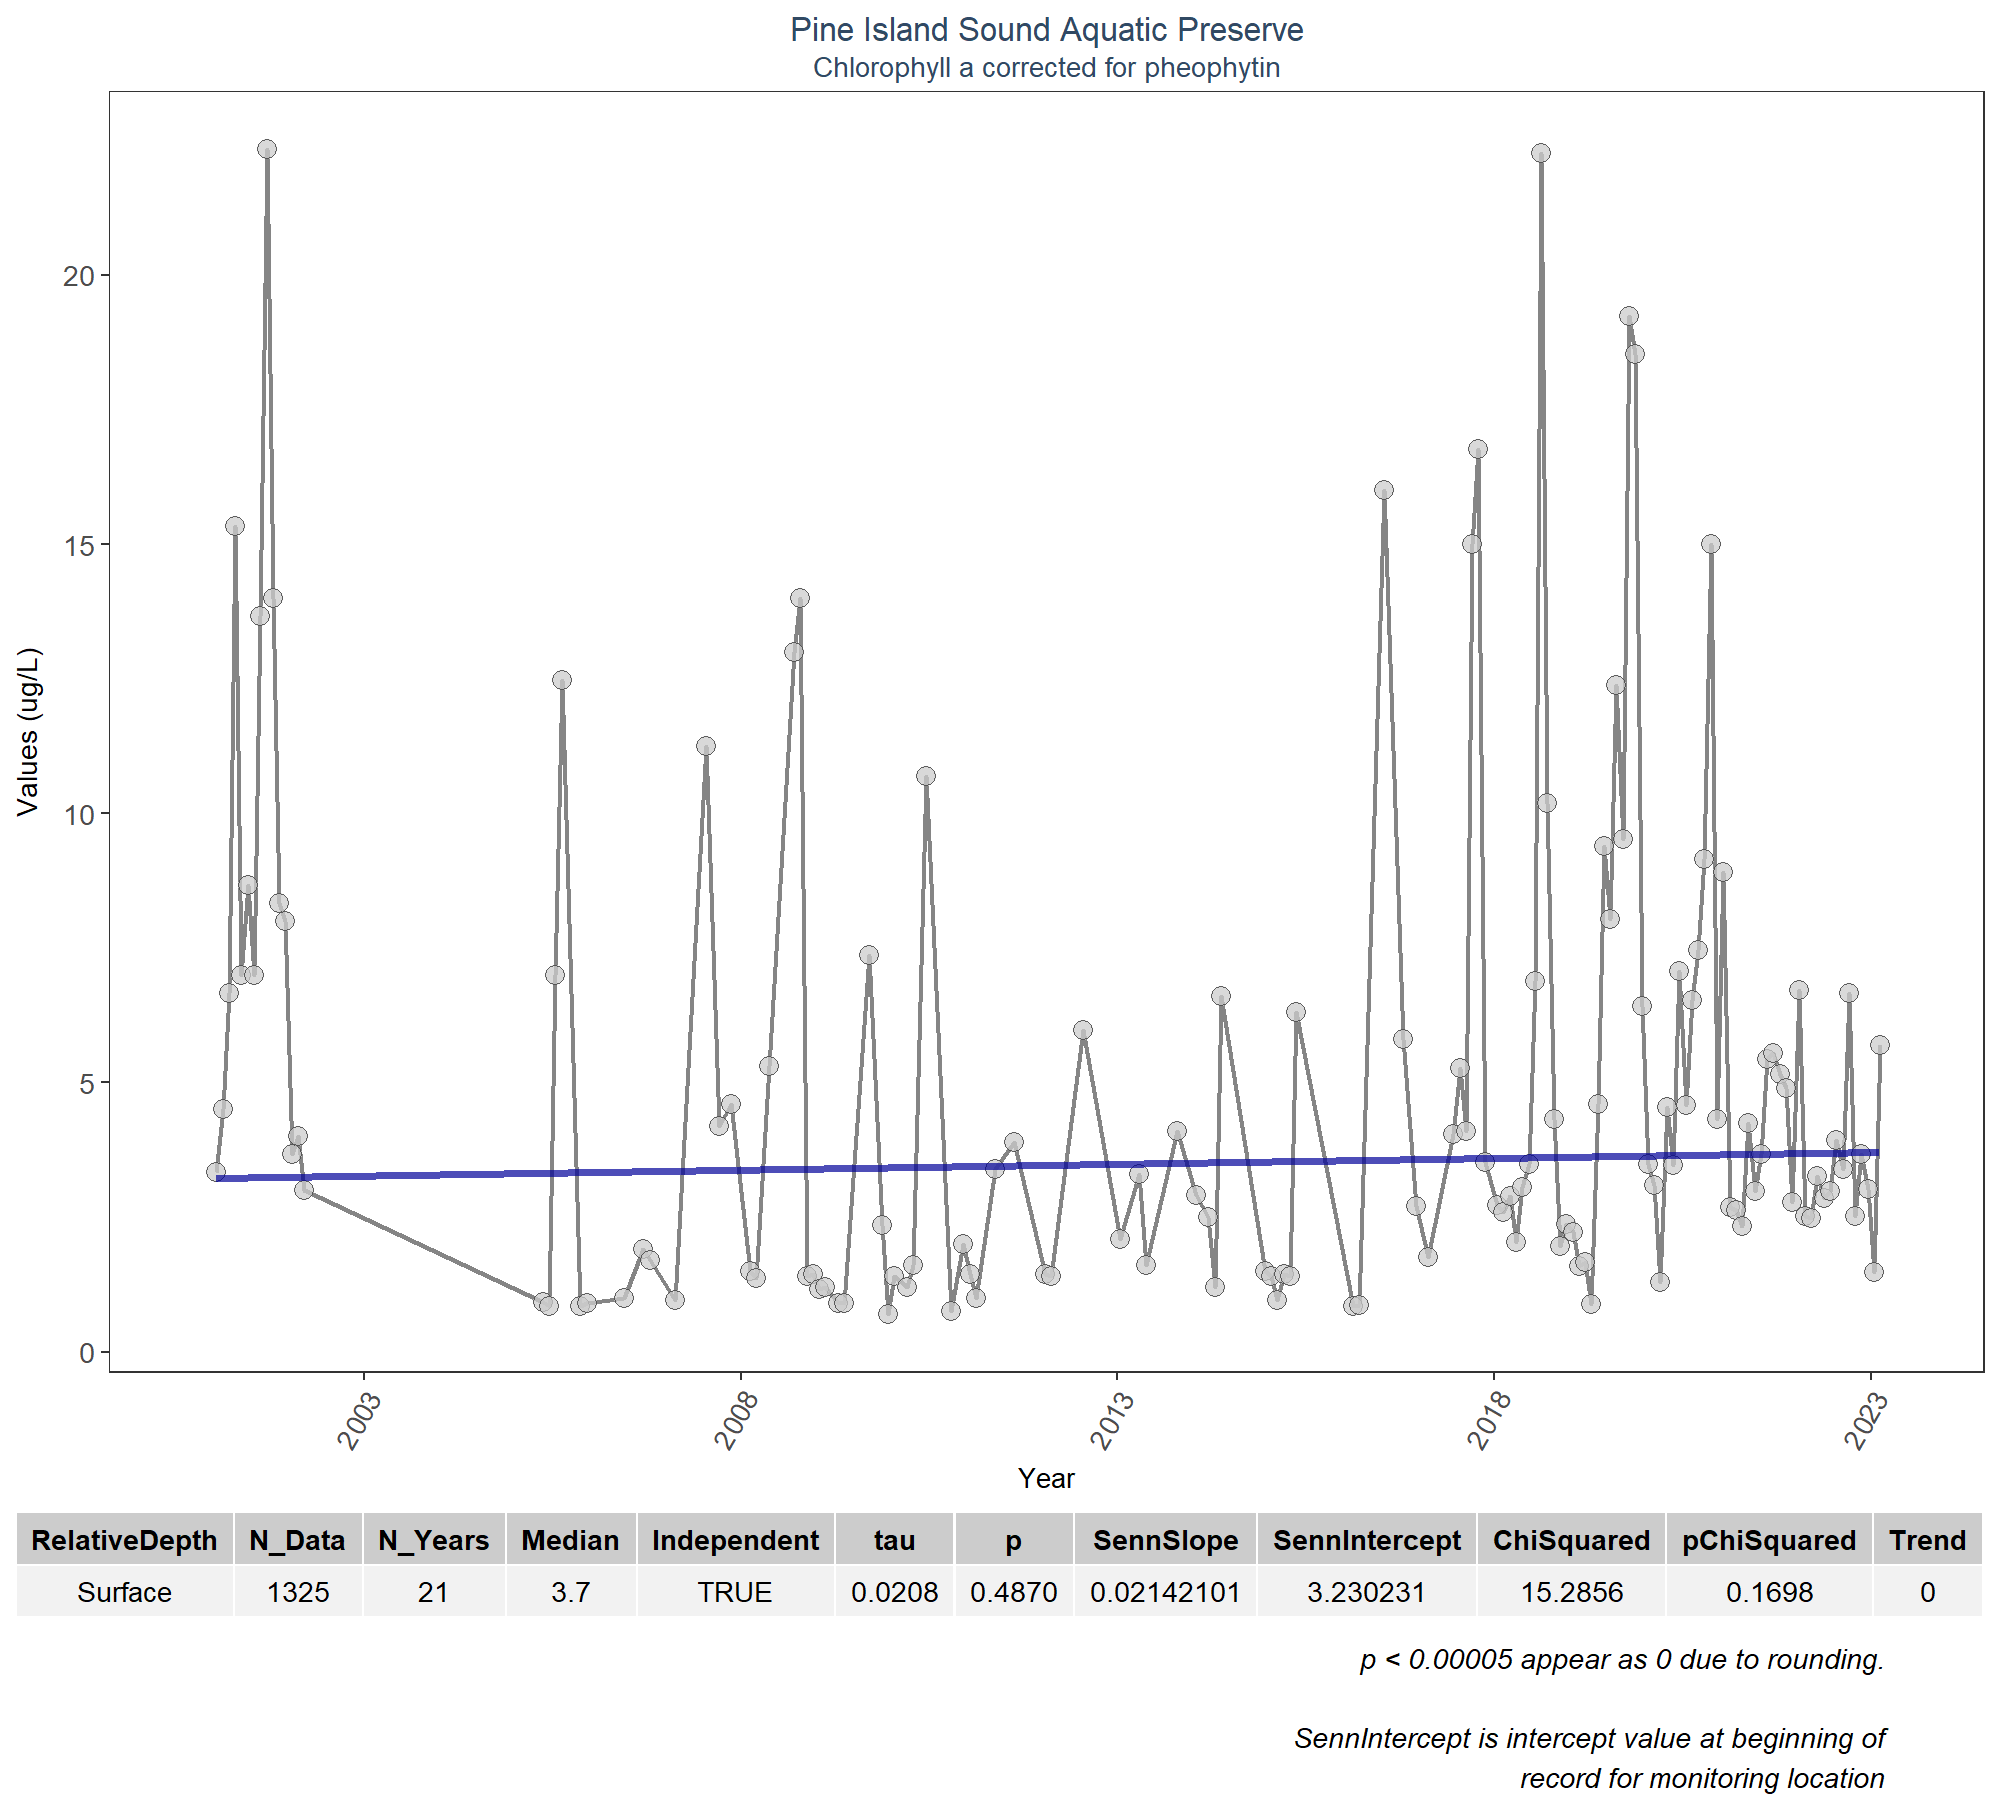 Pine Island Sound Aquatic Preserve
Chlorophyll a corrected for pheophytin
Values (ug/L)
20
15
10
5
0
2003 2008 2013 2018 2023
Year
RelativeDepth N_Data N_Years Median Independent tau p SennSlope SennIntercept ChiSquared pChiSquared Trend
Surface 1325 21 3.7 TRUE 0.0208 0.4870 0.02142101 3.230231 15.2856 0.1698 0
p < 0.00005 appear as 0 due to rounding.
SennIntercept is intercept value at beginning of
record for monitoring location